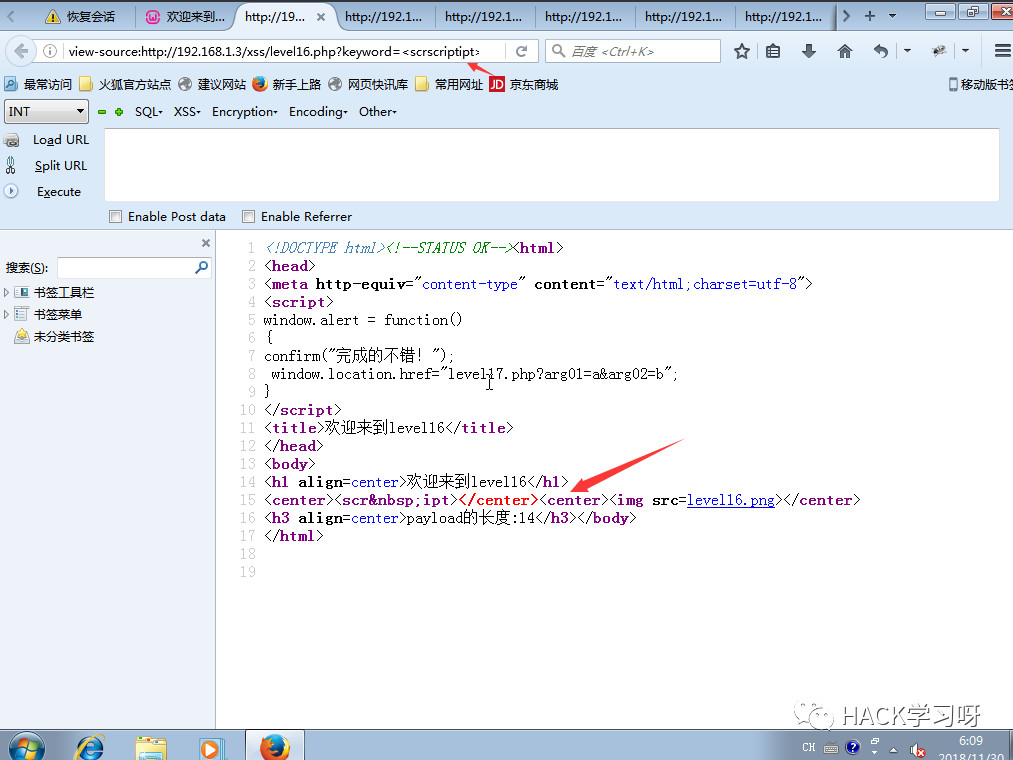 恢复会话 欢迎来到... http://19... http://192.1... http://192.1... http://192.1... http://192.1... http://192.1...
view-source:http://192.168.1.3/xss/level16.php?keyword=<scrscriptipt> 百度 <Ctrl+K>
最常访问 火狐官方站点 建议网站 新手上路 网页快讯库 常用网址 JD 京东商城 移动版书签
INT SQL XSS Encryption Encoding Other
Load URL
Split URL
Execute
Enable Post data Enable Referrer
搜索(S):
书签工具栏
书签菜单
未分类书签
1 <!DOCTYPE html><!--STATUS OK--><html>
2 <head>
3 <meta http-equiv="content-type" content="text/html;charset=utf-8">
4 <script>
5 window.alert = function()
6 {
7 confirm("完成的不错！");
8 window.location.href="level17.php?arg01=a&arg02=b";
9 }
10 </script>
11 <title>欢迎来到level16</title>
12 </head>
13 <body>
14 <h1 align=center>欢迎来到level16</h1>
15 <center><scr&nbsp;ipt></center><center><img src=level16.png></center>
16 <h3 align=center>payload的长度:14</h3></body>
17 </html>
18
19
HACK学习呀
CH 6:09
2018/11/30